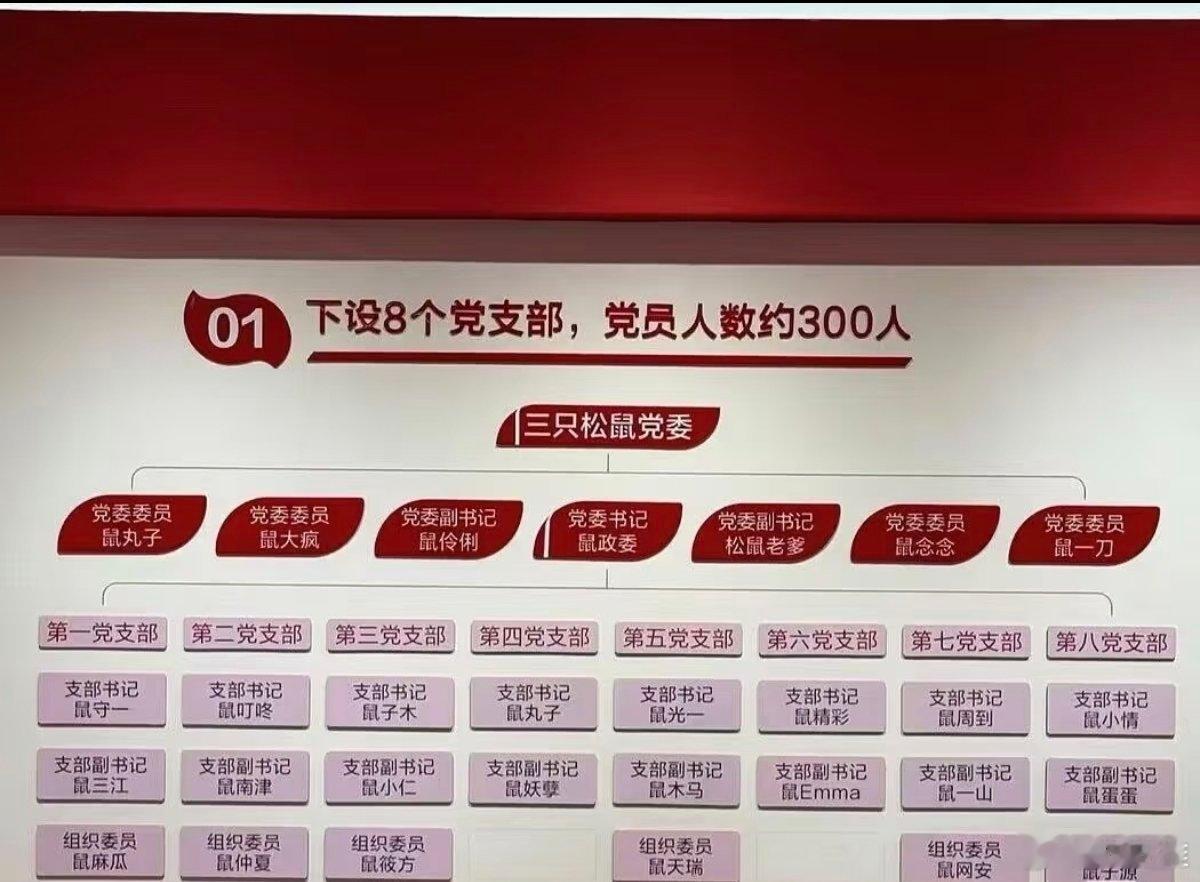 01
下设8个党支部，党员人数约300人
三只松鼠党委
党委委员
鼠丸子
党委委员
鼠大疯
党委副书记
鼠伶俐
党委书记
鼠政委
党委副书记
松鼠老爹
党委委员
鼠念念
党委委员
鼠一刀
第一党支部
第二党支部
第三党支部
第四党支部
第五党支部
第六党支部
第七党支部
第八党支部
支部书记
鼠守一
支部书记
鼠叮咚
支部书记
鼠子木
支部书记
鼠丸子
支部书记
鼠光一
支部书记
鼠精彩
支部书记
鼠周到
支部书记
鼠小情
支部副书记
鼠三江
支部副书记
鼠南津
支部副书记
鼠小仁
支部副书记
鼠妖孽
支部副书记
鼠木马
支部副书记
鼠Emma
支部副书记
鼠一山
支部副书记
鼠蛋蛋
组织委员
鼠麻瓜
组织委员
鼠仲夏
组织委员
鼠筱方
组织委员
鼠天瑞
组织委员
鼠网安
鼠子源